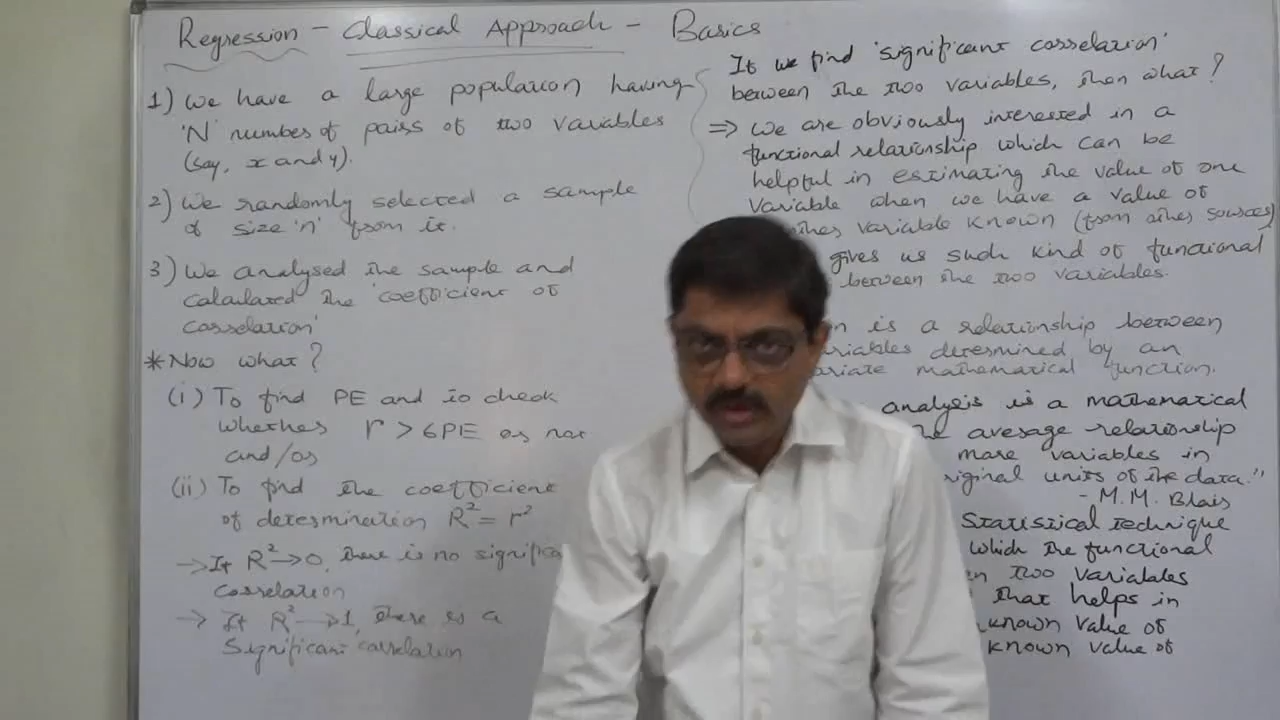 Regression - Classical Approach - Basics
1) We have a large population having
'N' number of pairs of two variables
(say, x and y).
2) We randomly selected a sample
of size 'n' from it.
3) We analysed the sample and
calculated the 'coefficient of
correlation'
* Now what?
(i) To find PE and to check
whether r > 6PE or not
and/or
(ii) To find the coefficient
of determination R² = r²
→ If R² → 0, there is no significa
correlation
→ If R² → 1, there is a
significant correlation
If we find 'significant correlation'
between the two variables, then what?
⇒ We are obviously interested in a
functional relationship which can be
helpful in estimating the value of one
variable when we have a value of
other variable known (from other sources)
gives us such kind of functional
between the two variables.
n is a relationship between
riables determined by an
ariate mathematical function.
analysis is a mathematical
he average relationship
more variables in
riginal units of the data."
- M.M. Blair
Statistical technique
which the functional
n two variables
that helps in
known value of
known value of